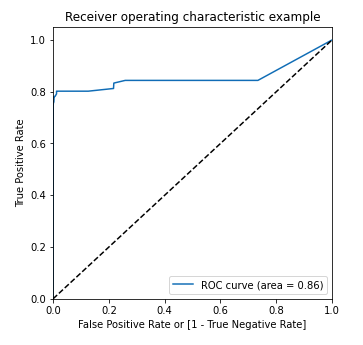 Receiver operating characteristic example
True Positive Rate
1.0
0.8
0.6
0.4
0.2
0.0
ROC curve (area = 0.86)
0.0 0.2 0.4 0.6 0.8 1.0
False Positive Rate or [1 - True Negative Rate]